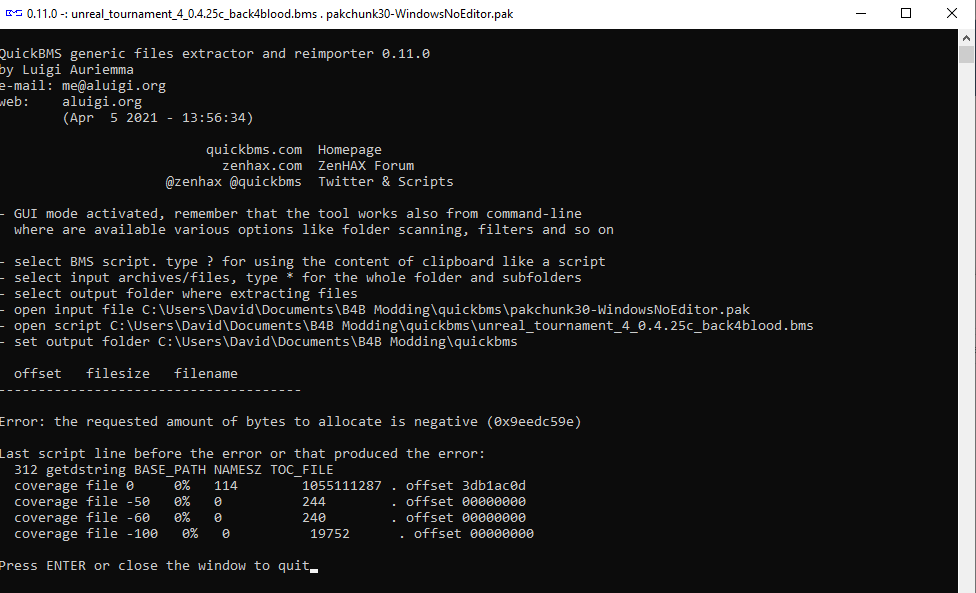 0.11.0 -: unreal_tournament_4_0.4.25c_back4blood.bms . pakchunk30-WindowsNoEditor.pak
QuickBMS generic files extractor and reimporter 0.11.0
by Luigi Auriemma
e-mail: me@aluigi.org
web:    aluigi.org
        (Apr  5 2021 - 13:56:34)
                          quickbms.com  Homepage
                            zenhax.com  ZenHAX Forum
                     @zenhax @quickbms  Twitter & Scripts
- GUI mode activated, remember that the tool works also from command-line
  where are available various options like folder scanning, filters and so on
- select BMS script. type ? for using the content of clipboard like a script
- select input archives/files, type * for the whole folder and subfolders
- select output folder where extracting files
- open input file C:\Users\David\Documents\B4B Modding\quickbms\pakchunk30-WindowsNoEditor.pak
- open script C:\Users\David\Documents\B4B Modding\quickbms\unreal_tournament_4_0.4.25c_back4blood.bms
- set output folder C:\Users\David\Documents\B4B Modding\quickbms
  offset   filesize   filename
--------------------------------------
Error: the requested amount of bytes to allocate is negative (0x9eedc59e)
Last script line before the error or that produced the error:
  312 getdstring BASE_PATH NAMESZ TOC_FILE
  coverage file 0     0%   114        1055111287 . offset 3db1ac0d
  coverage file -50   0%   0          244        . offset 00000000
  coverage file -60   0%   0          240        . offset 00000000
  coverage file -100   0%   0          19752      . offset 00000000
Press ENTER or close the window to quit